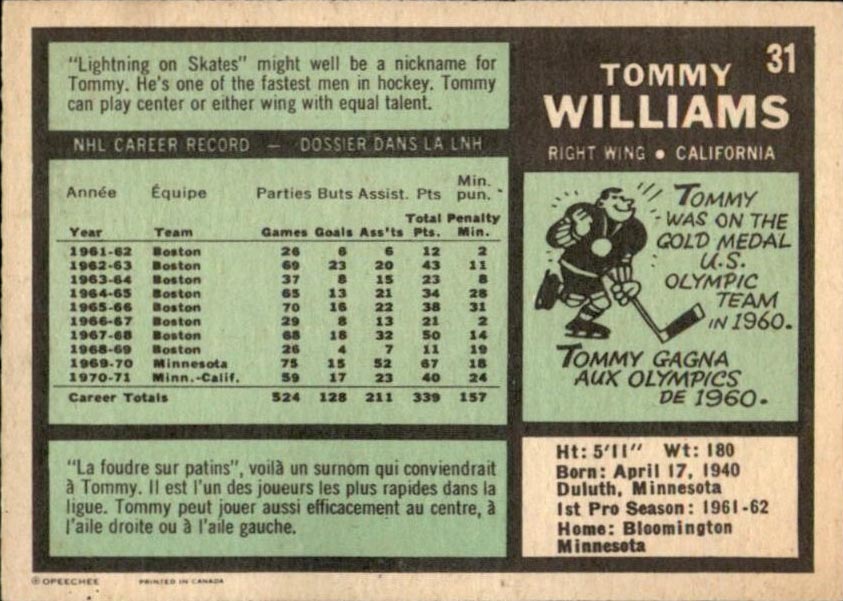 "Lightning on Skates" might well be a nickname for
Tommy. He's one of the fastest men in hockey. Tommy
can play center or either wing with equal talent.
NHL CAREER RECORD — DOSSIER DANS LA LNH
Min.
Année Équipe Parties Buts Assist. Pts pun.
Total Penalty
Year Team Games Goals Ass'ts Pts. Min.
1961-62 Boston 26 6 6 12 2
1962-63 Boston 69 23 20 43 11
1963-64 Boston 37 8 15 23 8
1964-65 Boston 65 13 21 34 28
1965-66 Boston 70 16 22 38 31
1966-67 Boston 29 8 13 21 2
1967-68 Boston 68 18 32 50 14
1968-69 Boston 26 4 7 11 19
1969-70 Minnesota 75 15 52 67 18
1970-71 Minn.-Calif. 59 17 23 40 24
Career Totals 524 128 211 339 157
"La foudre sur patins", voilà un surnom qui conviendrait
à Tommy. Il est l'un des joueurs les plus rapides dans la
ligue. Tommy peut jouer aussi efficacement au centre, à
l'aile droite ou à l'aile gauche.
31
TOMMY
WILLIAMS
RIGHT WING • CALIFORNIA
TOMMY
WAS ON THE
GOLD MEDAL
U.S.
OLYMPIC
TEAM
IN 1960.
TOMMY GAGNA
AUX OLYMPICS
DE 1960.
Ht: 5'11" Wt: 180
Born: April 17, 1940
Duluth, Minnesota
1st Pro Season: 1961-62
Home: Bloomington
Minnesota
© OPEECHEE PRINTED IN CANADA